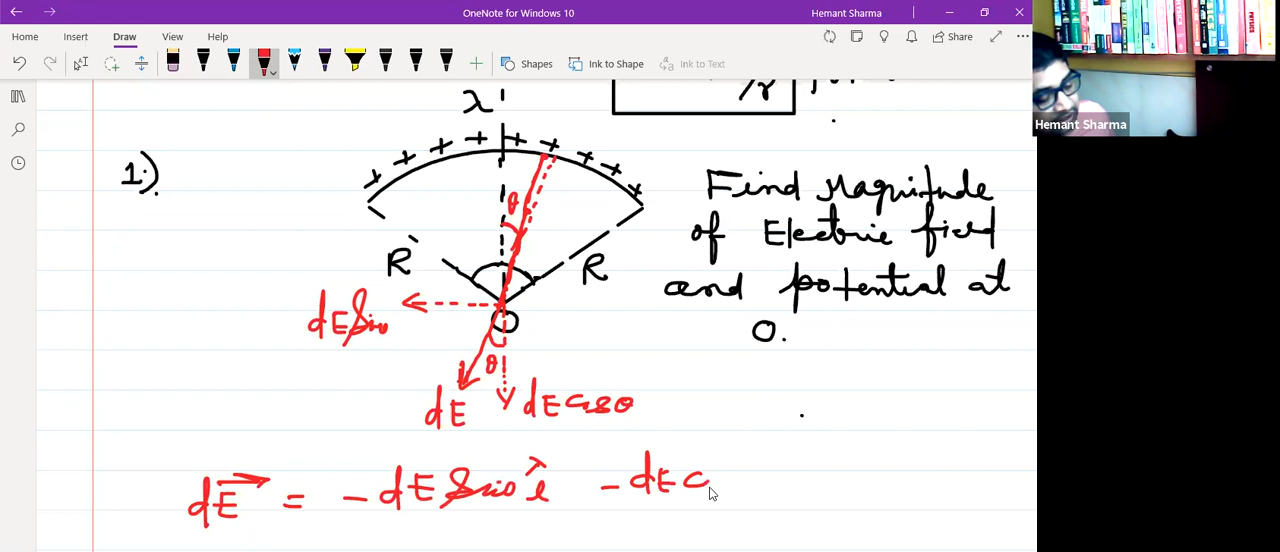 OneNote for Windows 10
Hemant Sharma
Home Insert Draw View Help
Share
Shapes Ink to Shape Ink to Text
Hemant Sharma
λ
1:)
θ
R
R
Find Magnitude
of Electric field
and potential at
O.
dE Sinθ
O
θ
dE
dE Cosθ
dE⃗ = - dE Sinθ î - dE C